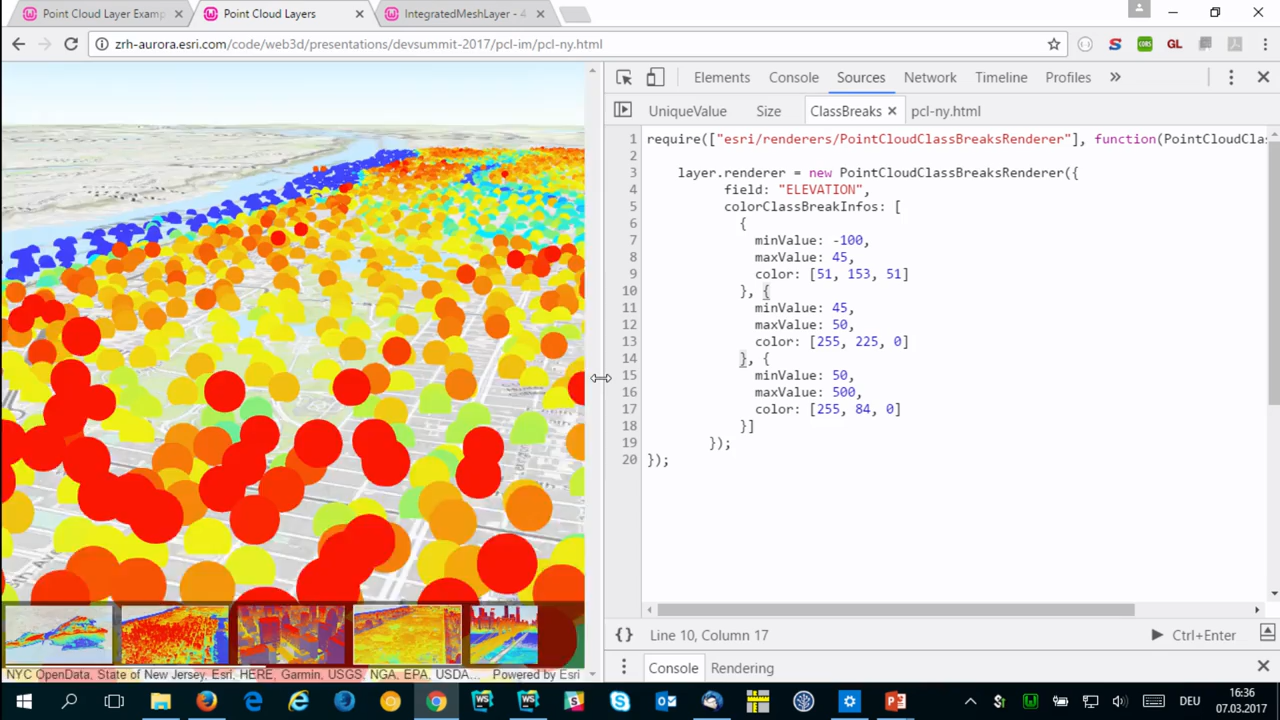 Point Cloud Layer Examp
Point Cloud Layers
IntegratedMeshLayer - 4
zrh-aurora.esri.com/code/web3d/presentations/devsummit-2017/pcl-im/pcl-ny.html
CORS
GL
Elements Console Sources Network Timeline Profiles »
UniqueValue Size ClassBreaks pcl-ny.html
1 require(["esri/renderers/PointCloudClassBreaksRenderer"], function(PointCloudCla
2
3 layer.renderer = new PointCloudClassBreaksRenderer({
4 field: "ELEVATION",
5 colorClassBreakInfos: [
6 {
7 minValue: -100,
8 maxValue: 45,
9 color: [51, 153, 51]
10 }, {
11 minValue: 45,
12 maxValue: 50,
13 color: [255, 225, 0]
14 }, {
15 minValue: 50,
16 maxValue: 500,
17 color: [255, 84, 0]
18 }]
19 });
20 });
{} Line 10, Column 17 Ctrl+Enter
Console Rendering
NYC OpenData, State of New Jersey, Esri, HERE, Garmin, USGS, NGA, EPA, USDA... Powered by Esri
DEU
16:36
07.03.2017